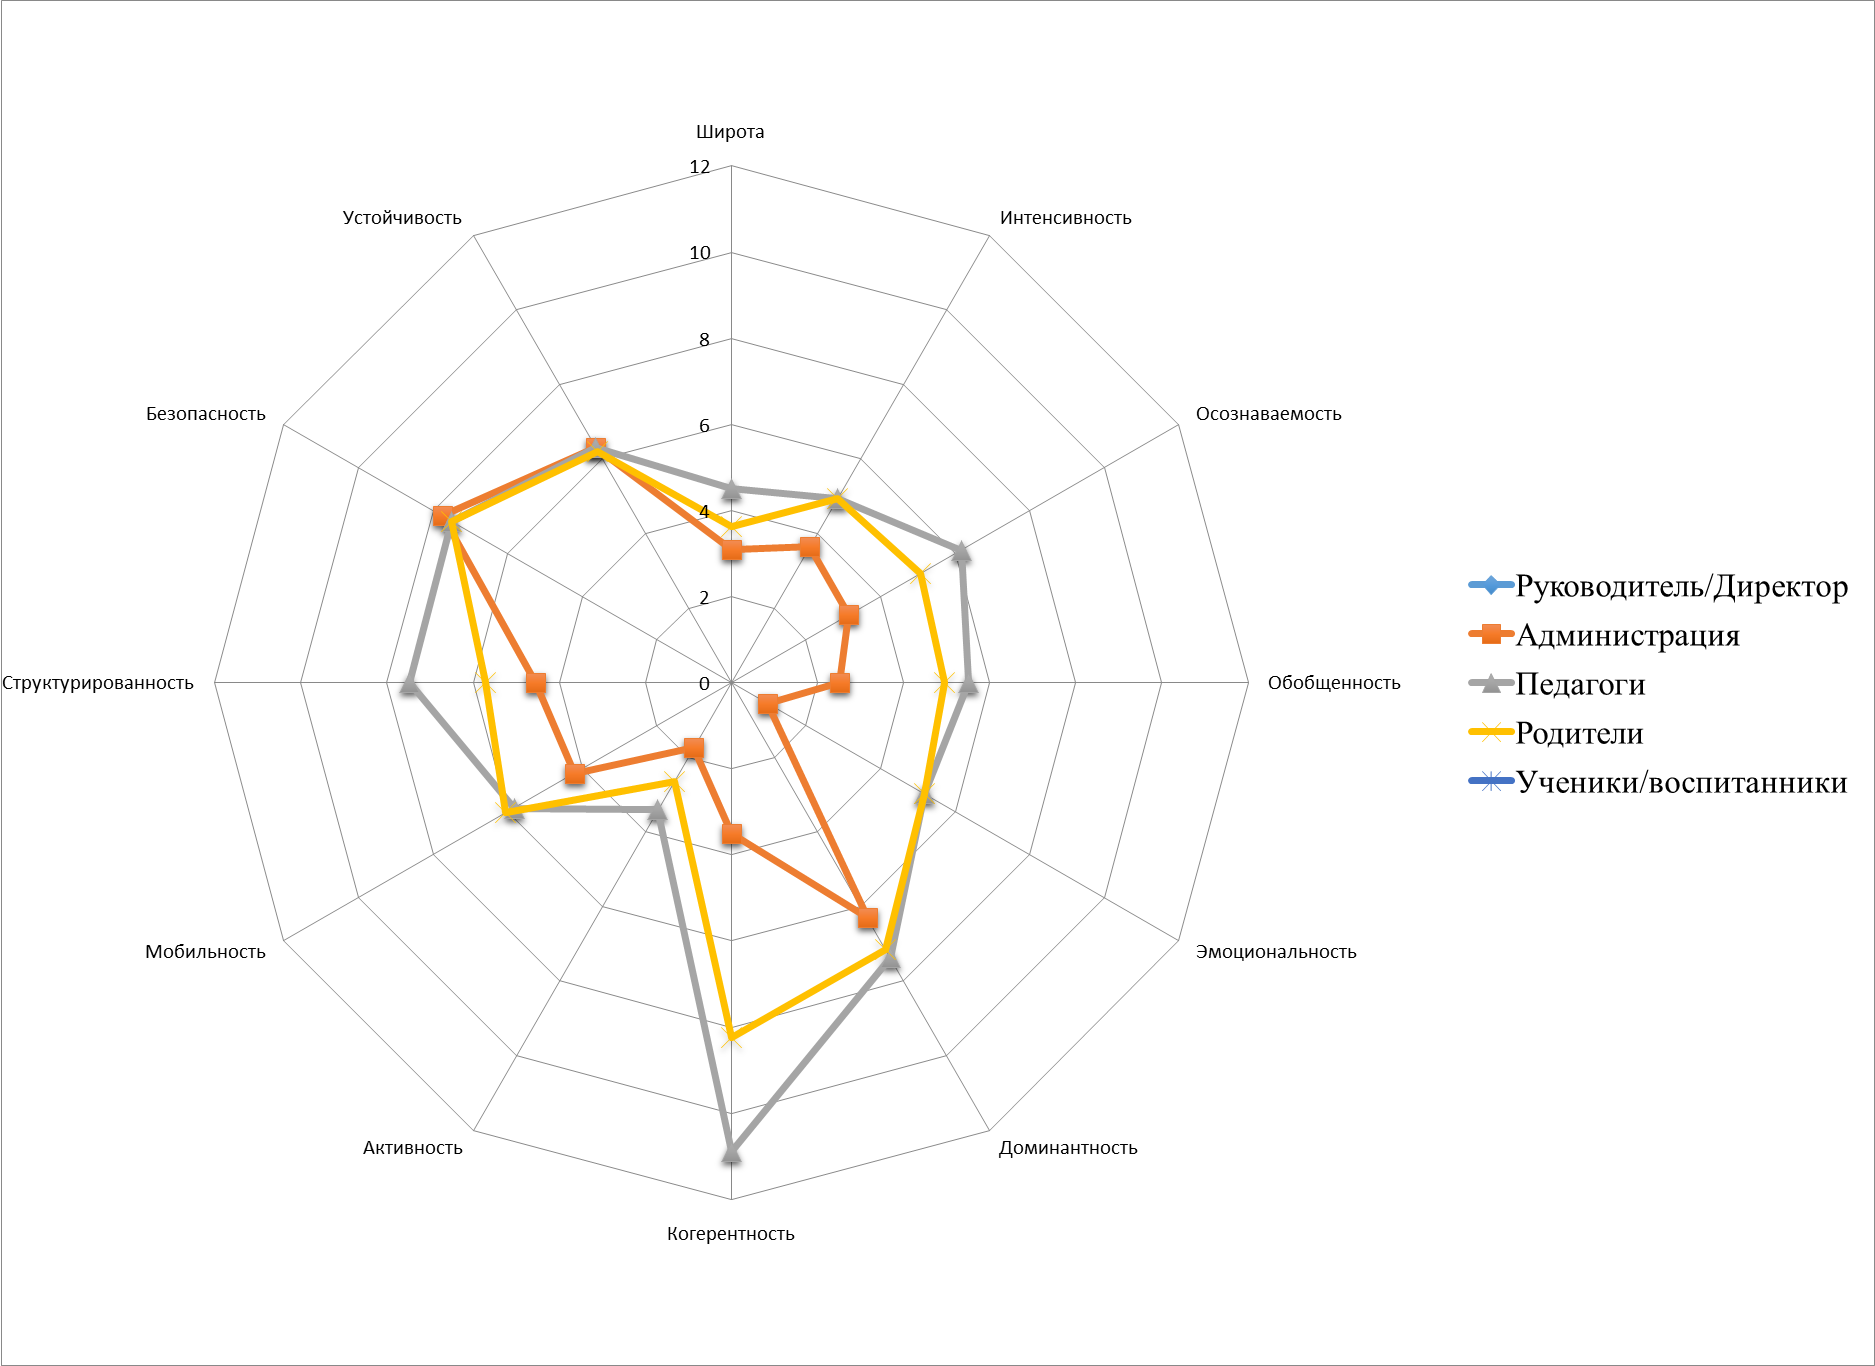 Широта
12
Устойчивость
Интенсивность
10
8
Безопасность
Осознаваемость
6
4
2
Структурированность
0
Обобщенность
Мобильность
Эмоциональность
Активность
Доминантность
Когерентность
Руководитель/Директор
Администрация
Педагоги
Родители
Ученики/воспитанники